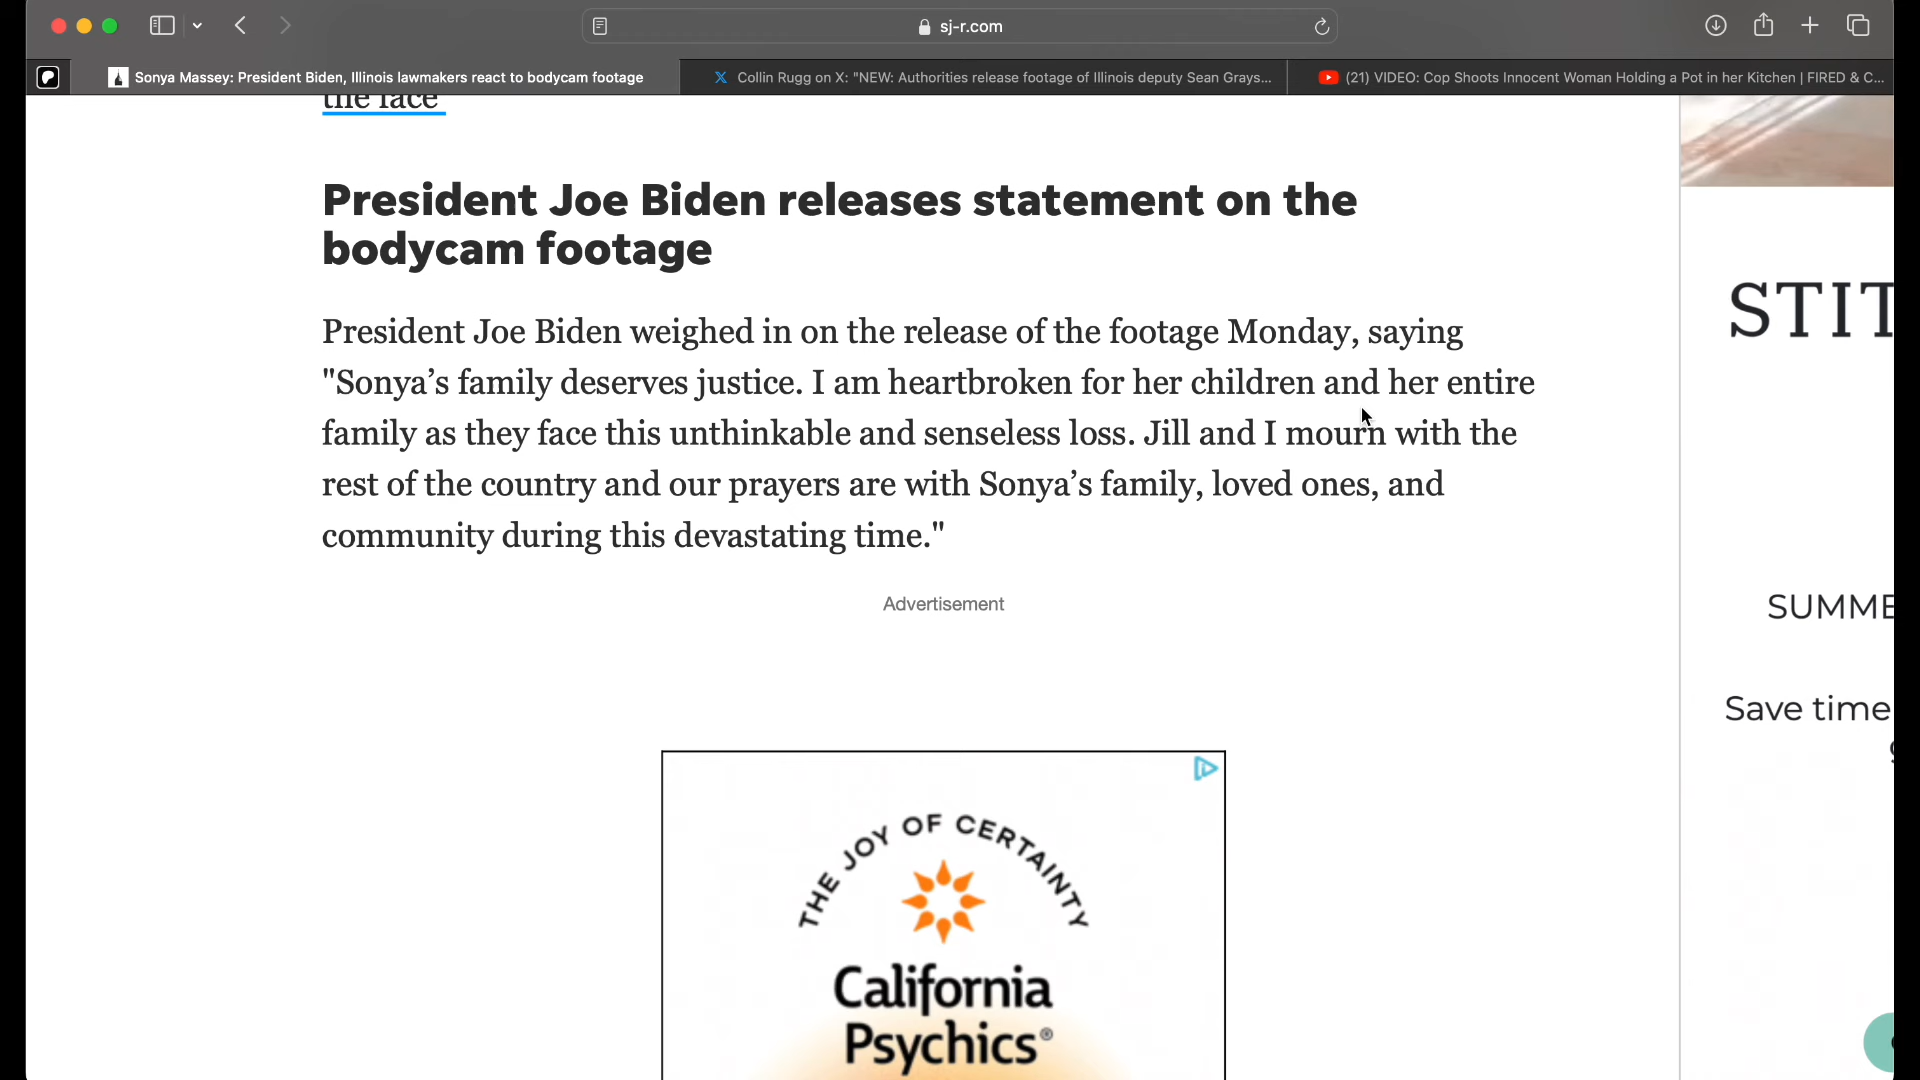 sj-r.com
Sonya Massey: President Biden, Illinois lawmakers react to bodycam footage
Collin Rugg on X: "NEW: Authorities release footage of Illinois deputy Sean Grays...
(21) VIDEO: Cop Shoots Innocent Woman Holding a Pot in her Kitchen | FIRED & C...
the face
President Joe Biden releases statement on the
bodycam footage
President Joe Biden weighed in on the release of the footage Monday, saying
"Sonya’s family deserves justice. I am heartbroken for her children and her entire
family as they face this unthinkable and senseless loss. Jill and I mourn with the
rest of the country and our prayers are with Sonya’s family, loved ones, and
community during this devastating time."
Advertisement
THE JOY OF CERTAINTY
California
Psychics®
STIT
SUMME
Save time